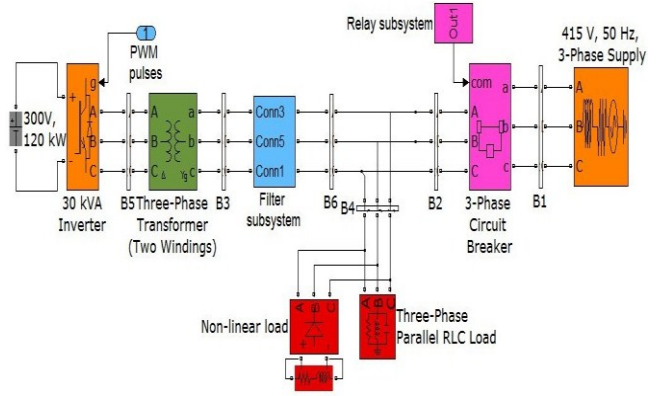 Relay subsystem
Out1
1
PWM
pulses
415 V, 50 Hz,
3-Phase Supply
300V,
120 kW
+
-
g
A
B
C
A
B
C
a
b
c
Δ
Yg
Conn3
Conn5
Conn1
com
A
B
C
a
b
c
A
B
C
30 kVA
Inverter
B5
Three-Phase
Transformer
(Two Windings)
B3
Filter
subsystem
B6
B4
B2
3-Phase
Circuit
Breaker
B1
A
B
C
+
-
Non-linear load
A
B
C
Three-Phase
Parallel RLC Load